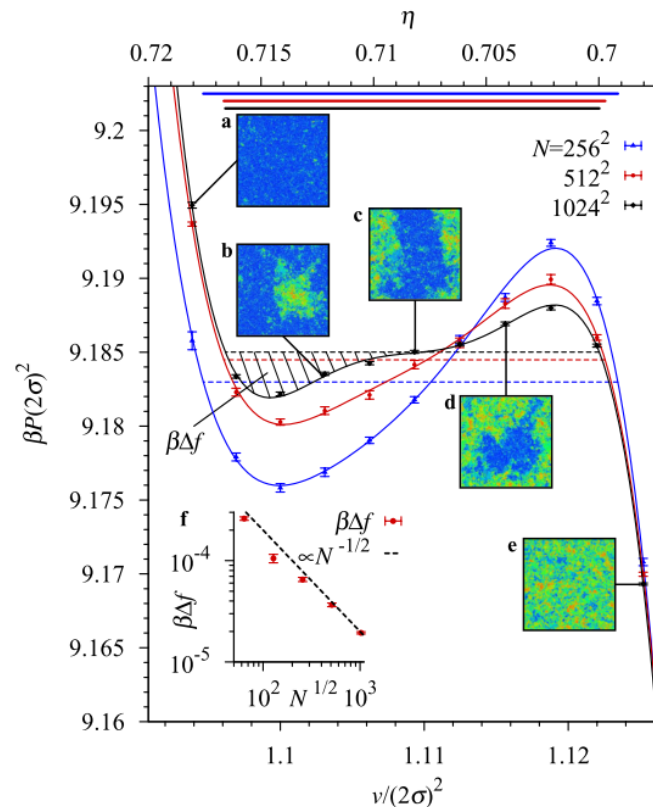 η
0.72 0.715 0.71 0.705 0.7
9.2
9.195
9.19
9.185
9.18
9.175
9.17
9.165
9.16
βP(2σ)²
a
b
c
d
e
N=256²
512²
1024²
βΔf
f
βΔf
∝N^-1/2
10^-4
10^-5
βΔf
10² N^1/2 10³
1.1 1.11 1.12
v/(2σ)²